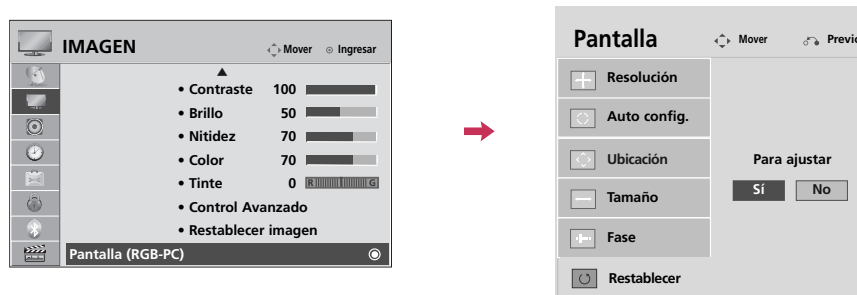 IMAGEN
Mover
Ingresar
• Contraste 100
• Brillo 50
• Nitidez 70
• Color 70
• Tinte 0 R G
• Control Avanzado
• Restablecer imagen
Pantalla (RGB-PC)
Pantalla
Mover
Resolución
Auto config.
Ubicación
Tamaño
Fase
Restablecer
Para ajustar
Sí No